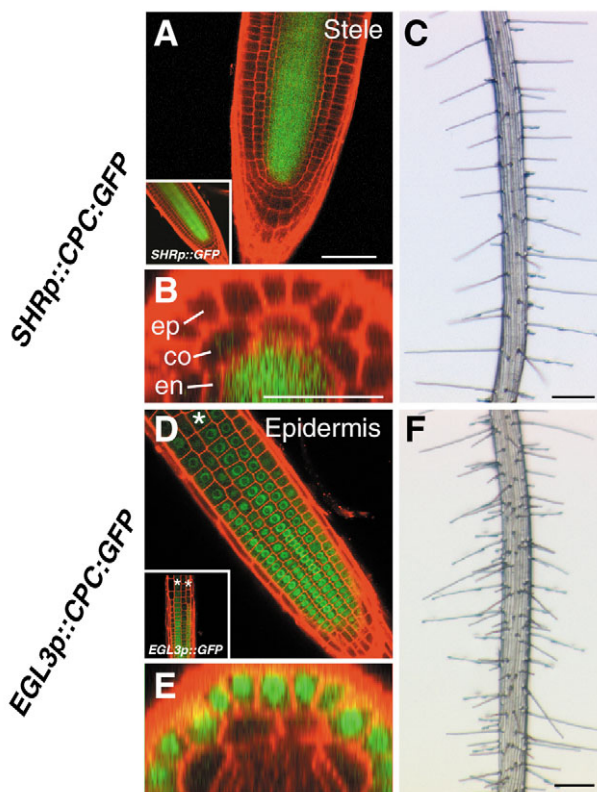 SHRp::CPC:GFP
A
Stele
SHRp::GFP
B
ep
co
en
C
EGL3p::CPC:GFP
D
*
Epidermis
* *
EGL3p::GFP
E
F